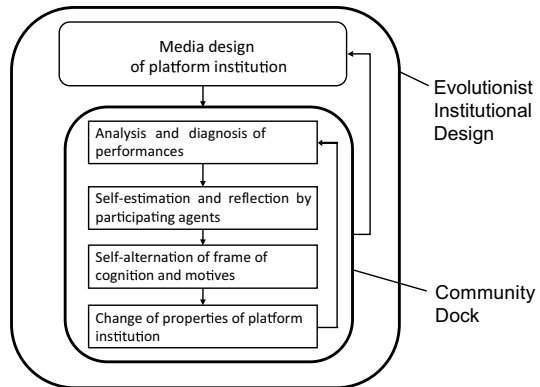 Media design
of platform institution
Analysis and diagnosis of
performances
Self-estimation and reflection by
participating agents
Self-alternation of frame of
cognition and motives
Change of properties of platform
institution
Evolutionist
Institutional
Design
Community
Dock